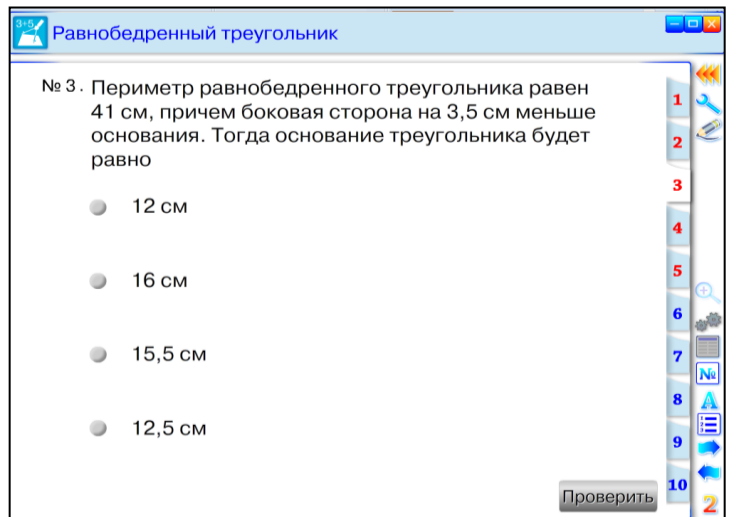 3+5
Равнобедренный треугольник
№ 3. Периметр равнобедренного треугольника равен
41 см, причем боковая сторона на 3,5 см меньше
основания. Тогда основание треугольника будет
равно
12 см
16 см
15,5 см
12,5 см
Проверить
1
2
3
4
5
6
7
8
9
10
№
А
2